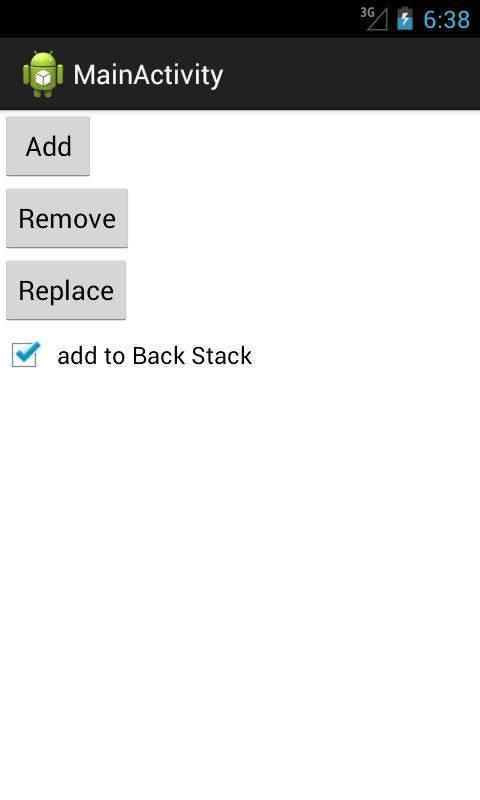 3G 6:38
MainActivity
Add
Remove
Replace
add to Back Stack